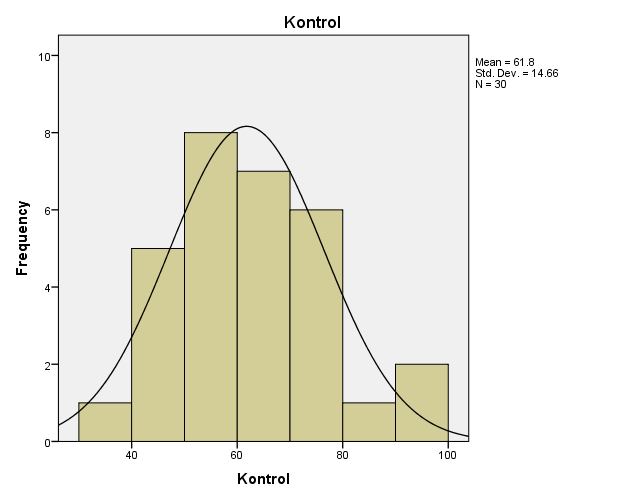 Kontrol
Mean = 61.8
Std. Dev. = 14.66
N = 30
10
8
6
4
2
0
Frequency
40 60 80 100
Kontrol